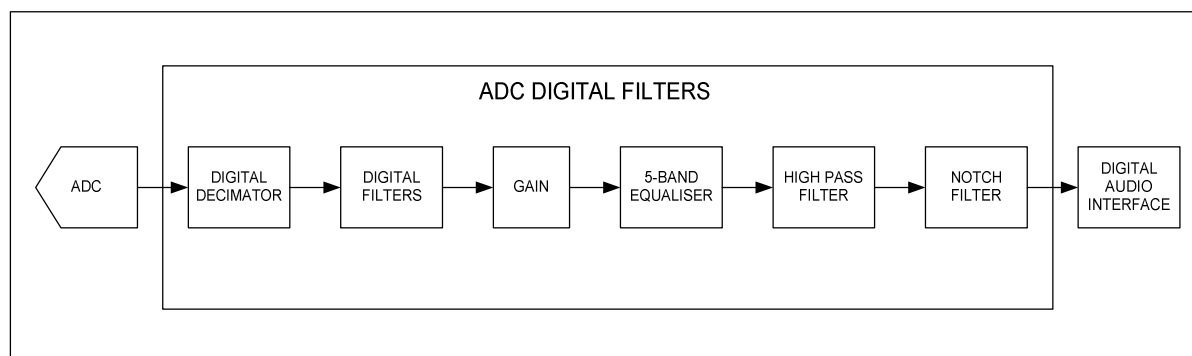 ADC DIGITAL FILTERS
ADC
DIGITAL
DECIMATOR
DIGITAL
FILTERS
GAIN
5-BAND
EQUALISER
HIGH PASS
FILTER
NOTCH
FILTER
DIGITAL
AUDIO
INTERFACE